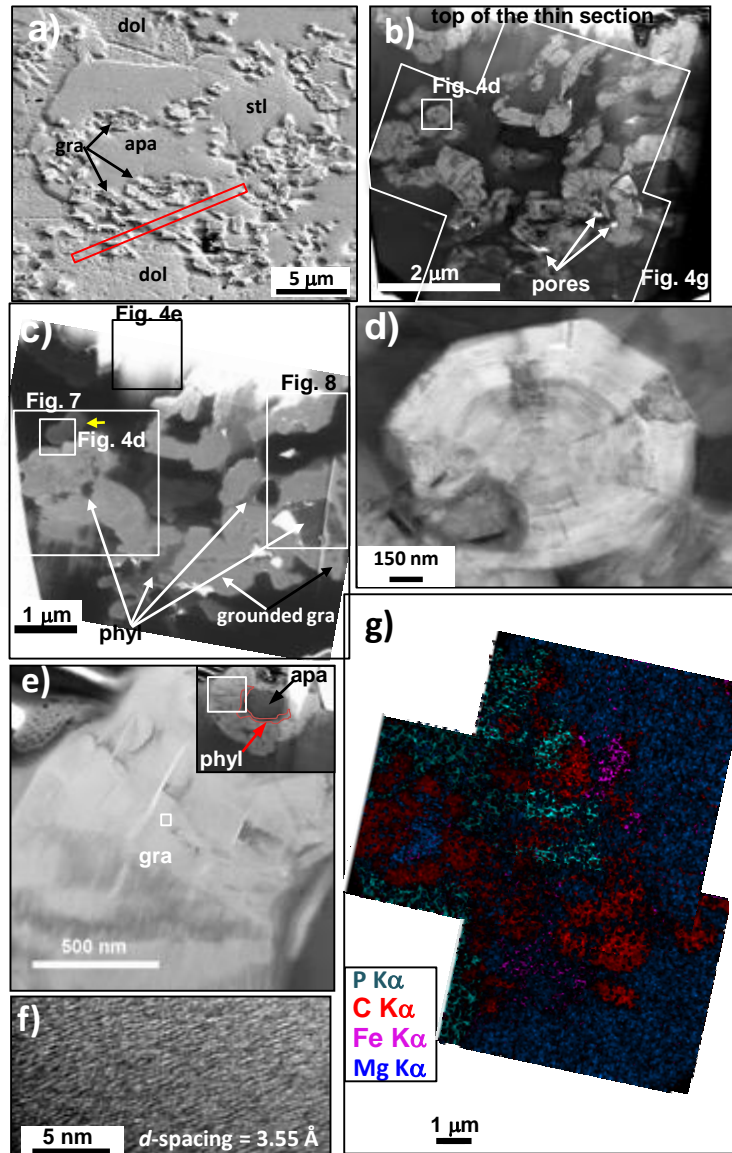 a)
dol
stl
gra
apa
dol
5 μm
top of the thin section
b)
Fig. 4d
2 μm
pores
Fig. 4g
Fig. 4e
c)
Fig. 8
Fig. 7
Fig. 4d
1 μm
phyl
grounded gra
d)
150 nm
e)
apa
phyl
gra
500 nm
f)
5 nm
d-spacing = 3.55 Å
g)
P Kα
C Kα
Fe Kα
Mg Kα
1 μm